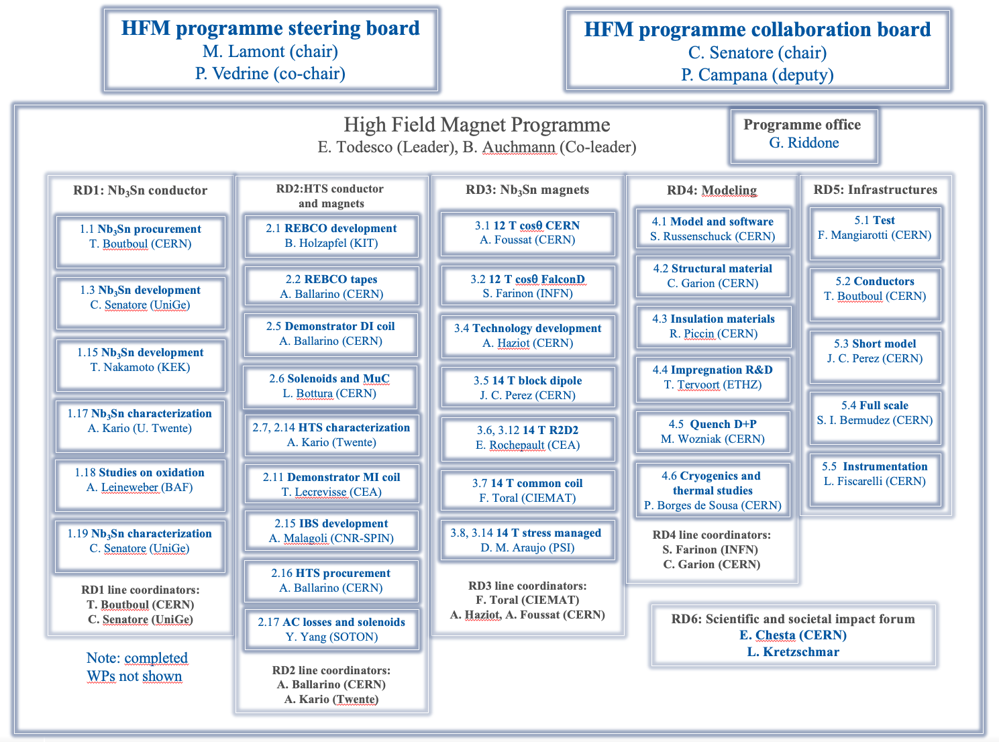 HFM programme steering board
M. Lamont (chair)
P. Vedrine (co-chair)
HFM programme collaboration board
C. Senatore (chair)
P. Campana (deputy)
High Field Magnet Programme
E. Todesco (Leader), B. Auchmann (Co-leader)
Programme office
G. Riddone
RD1: Nb₃Sn conductor
1.1 Nb₃Sn procurement
T. Boutboul (CERN)
1.3 Nb₃Sn development
C. Senatore (UniGe)
1.15 Nb₃Sn development
T. Nakamoto (KEK)
1.17 Nb₃Sn characterization
A. Kario (U. Twente)
1.18 Studies on oxidation
A. Leineweber (BAF)
1.19 Nb₃Sn characterization
C. Senatore (UniGe)
RD1 line coordinators:
T. Boutboul (CERN)
C. Senatore (UniGe)
Note: completed
WPs not shown
RD2:HTS conductor
and magnets
2.1 REBCO development
B. Holzapfel (KIT)
2.2 REBCO tapes
A. Ballarino (CERN)
2.5 Demonstrator DI coil
A. Ballarino (CERN)
2.6 Solenoids and MuC
L. Bottura (CERN)
2.7, 2.14 HTS characterization
A. Kario (Twente)
2.11 Demonstrator MI coil
T. Lecrevisse (CEA)
2.15 IBS development
A. Malagoli (CNR-SPIN)
2.16 HTS procurement
A. Ballarino (CERN)
2.17 AC losses and solenoids
Y. Yang (SOTON)
RD2 line coordinators:
A. Ballarino (CERN)
A. Kario (Twente)
RD3: Nb₃Sn magnets
3.1 12 T cosθ CERN
A. Foussat (CERN)
3.2 12 T cosθ FalconD
S. Farinon (INFN)
3.4 Technology development
A. Haziot (CERN)
3.5 14 T block dipole
J. C. Perez (CERN)
3.6, 3.12 14 T R2D2
E. Rochepault (CEA)
3.7 14 T common coil
F. Toral (CIEMAT)
3.8, 3.14 14 T stress managed
D. M. Araujo (PSI)
RD3 line coordinators:
F. Toral (CIEMAT)
A. Haziot, A. Foussat (CERN)
RD4: Modeling
4.1 Model and software
S. Russenschuck (CERN)
4.2 Structural material
C. Garion (CERN)
4.3 Insulation materials
R. Piccin (CERN)
4.4 Impregnation R&D
T. Tervoort (ETHZ)
4.5 Quench D+P
M. Wozniak (CERN)
4.6 Cryogenics and
thermal studies
P. Borges de Sousa (CERN)
RD4 line coordinators:
S. Farinon (INFN)
C. Garion (CERN)
RD5: Infrastructures
5.1 Test
F. Mangiarotti (CERN)
5.2 Conductors
T. Boutboul (CERN)
5.3 Short model
J. C. Perez (CERN)
5.4 Full scale
S. I. Bermudez (CERN)
5.5 Instrumentation
L. Fiscarelli (CERN)
RD6: Scientific and societal impact forum
E. Chesta (CERN)
L. Kretzschmar